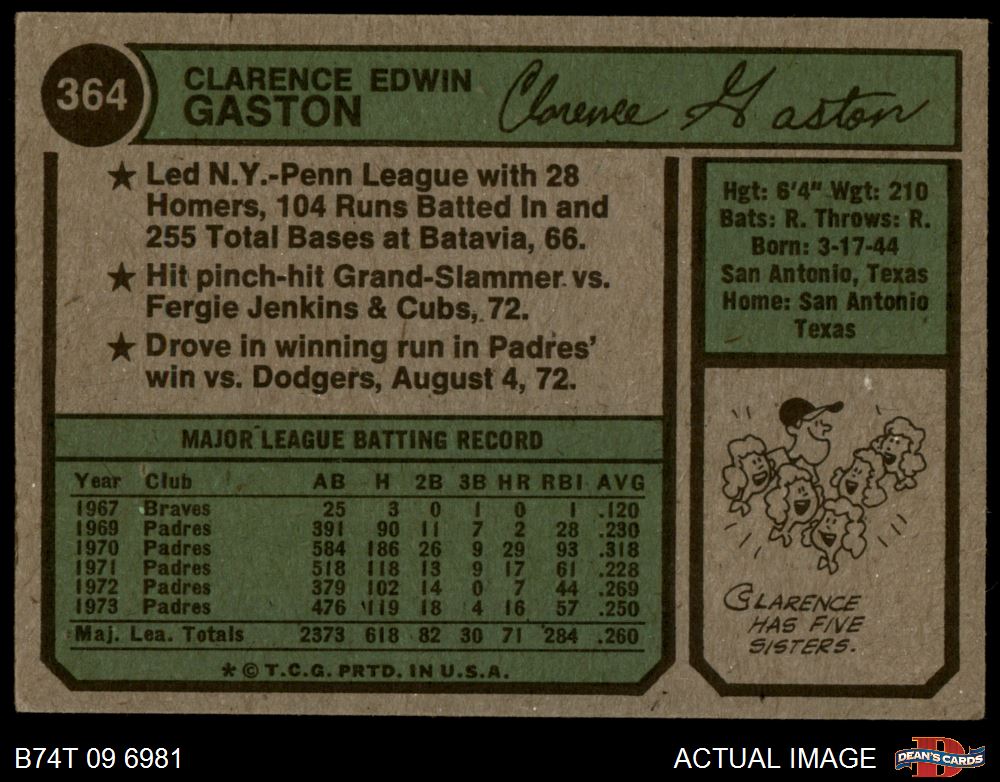 364
CLARENCE EDWIN
GASTON
Clarence Gaston
★ Led N.Y.-Penn League with 28
Homers, 104 Runs Batted In and
255 Total Bases at Batavia, 66.
★ Hit pinch-hit Grand-Slammer vs.
Fergie Jenkins & Cubs, 72.
★ Drove in winning run in Padres'
win vs. Dodgers, August 4, 72.
Hgt: 6'4" Wgt: 210
Bats: R. Throws: R.
Born: 3-17-44
San Antonio, Texas
Home: San Antonio
Texas
MAJOR LEAGUE BATTING RECORD
Year Club AB H 2B 3B HR RBI AVG
1967 Braves 25 3 0 1 0 1 .120
1969 Padres 391 90 11 7 2 28 .230
1970 Padres 584 186 26 9 29 93 .318
1971 Padres 518 118 13 9 17 61 .228
1972 Padres 379 102 14 0 7 44 .269
1973 Padres 476 119 18 4 16 57 .250
Maj. Lea. Totals 2373 618 82 30 71 284 .260
* © T.C.G. PRTD. IN U.S.A.
CLARENCE
HAS FIVE
SISTERS.
B74T 09 6981
ACTUAL IMAGE
D
DEAN'S CARDS